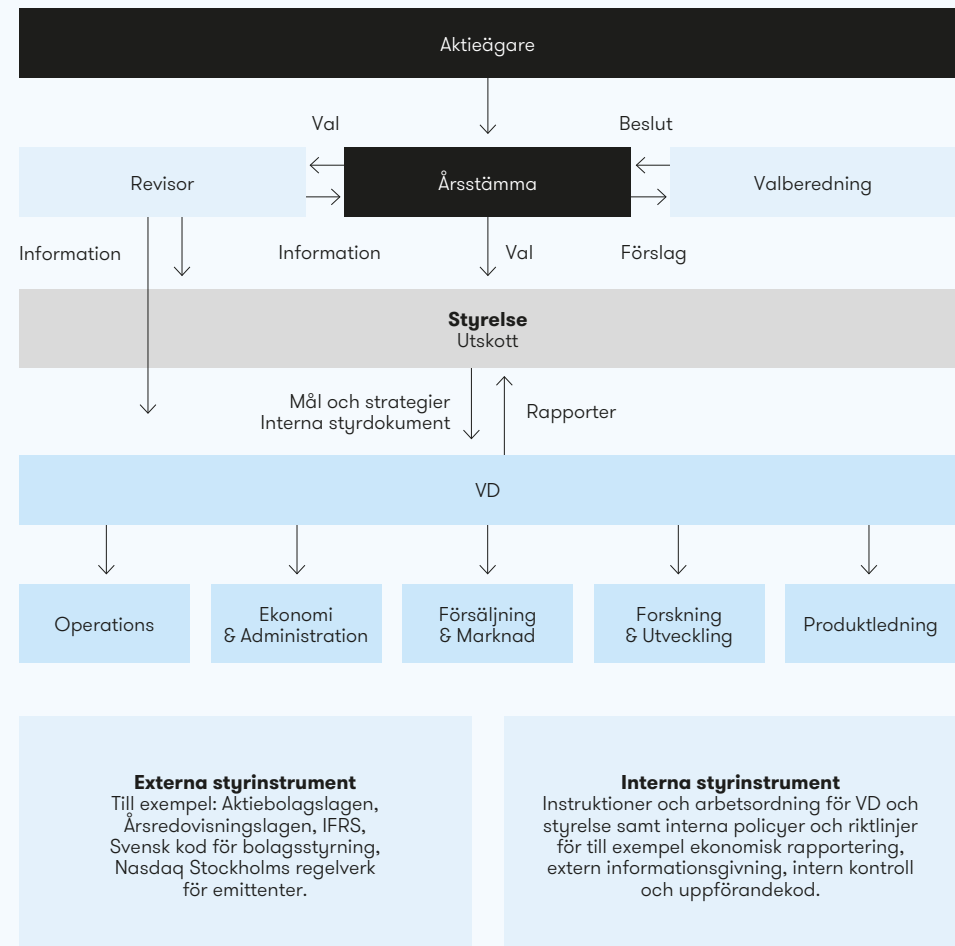 Aktieägare
Val
Beslut
Revisor
Årsstämma
Valberedning
Information
Information
Val
Förslag
Styrelse
Utskott
Mål och strategier
Interna styrdokument
Rapporter
VD
Operations
Ekonomi
& Administration
Försäljning
& Marknad
Forskning
& Utveckling
Produktledning
Externa styrinstrument
Till exempel: Aktiebolagslagen,
Årsredovisningslagen, IFRS,
Svensk kod för bolagsstyrning,
Nasdaq Stockholms regelverk
för emittenter.
Interna styrinstrument
Instruktioner och arbetsordning för VD och
styrelse samt interna policyer och riktlinjer
för till exempel ekonomisk rapportering,
extern informationsgivning, intern kontroll
och uppförandekod.